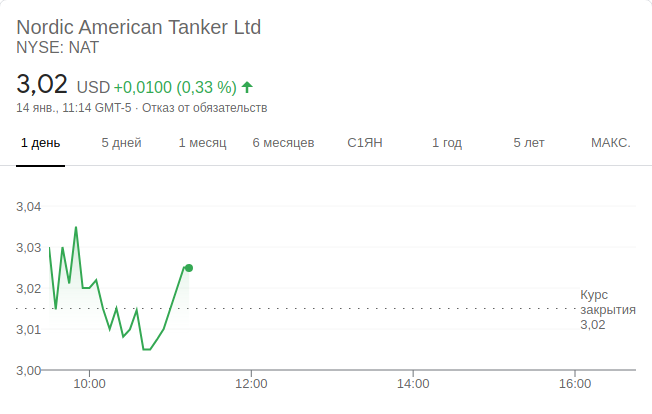 Nordic American Tanker Ltd
NYSE: NAT
3,02 USD +0,0100 (0,33 %)
14 янв., 11:14 GMT-5 · Отказ от обязательств
1 день 5 дней 1 месяц 6 месяцев С1ЯН 1 год 5 лет МАКС.
3,04
3,03
3,02
3,01
3,00
Курс
закрытия
3,02
10:00 12:00 14:00 16:00